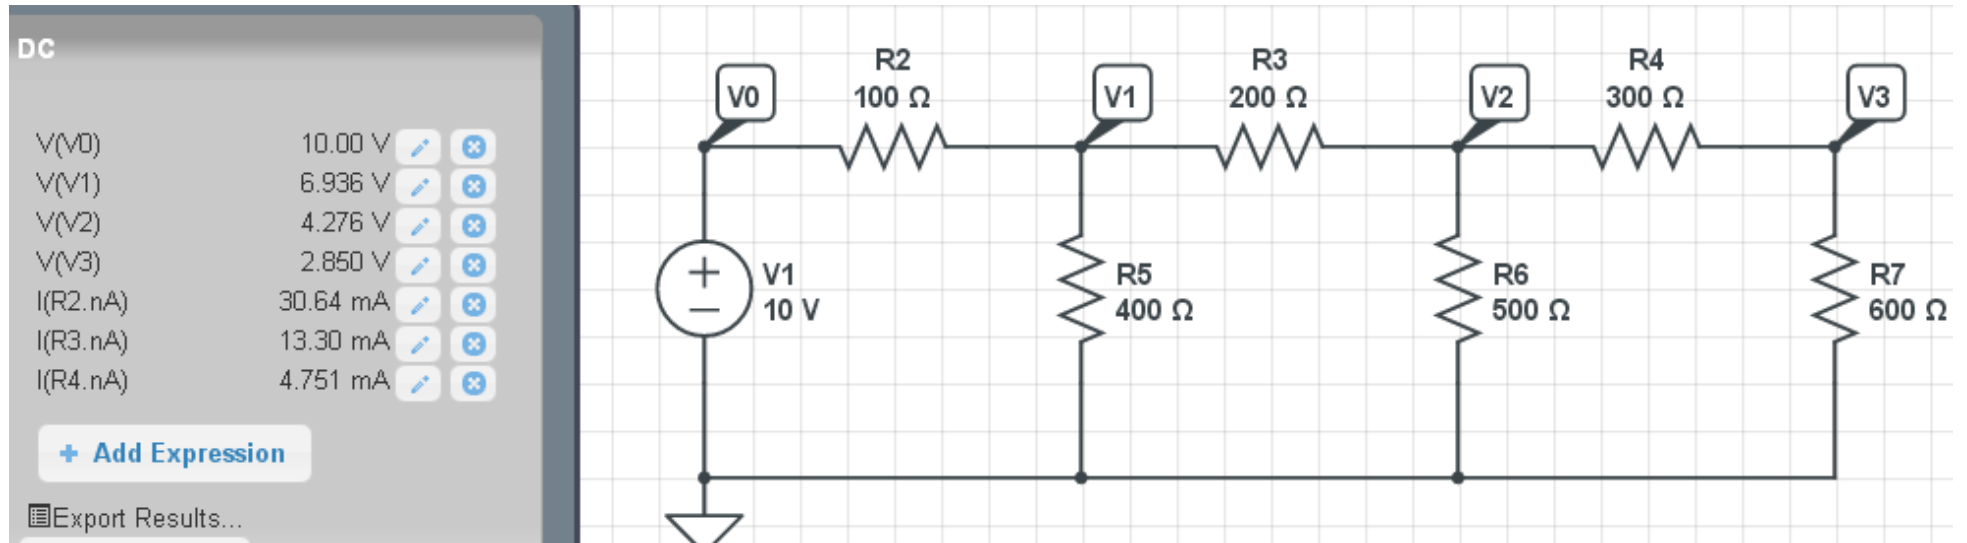 DC
V(V0) 10.00 V
V(V1) 6.936 V
V(V2) 4.276 V
V(V3) 2.850 V
I(R2.nA) 30.64 mA
I(R3.nA) 13.30 mA
I(R4.nA) 4.751 mA
+ Add Expression
Export Results...
R2
100 Ω
R3
200 Ω
R4
300 Ω
V0
V1
V2
V3
V1
10 V
R5
400 Ω
R6
500 Ω
R7
600 Ω